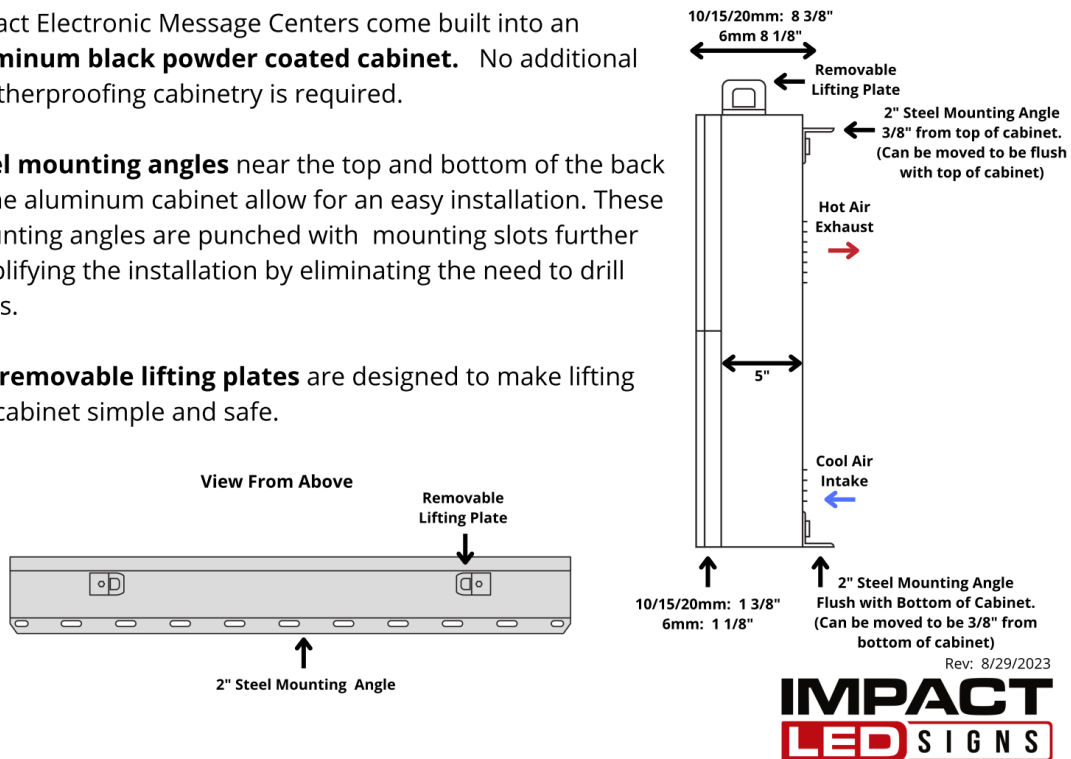 act Electronic Message Centers come built into an
minum black powder coated cabinet. No additional
therproofing cabinetry is required.
el mounting angles near the top and bottom of the back
e aluminum cabinet allow for an easy installation. These
unting angles are punched with mounting slots further
plifying the installation by eliminating the need to drill
s.
removable lifting plates are designed to make lifting
cabinet simple and safe.
View From Above
Removable
Lifting Plate
2" Steel Mounting Angle
10/15/20mm: 8 3/8"
6mm 8 1/8"
Removable
Lifting Plate
2" Steel Mounting Angle
3/8" from top of cabinet.
(Can be moved to be flush
with top of cabinet)
Hot Air
Exhaust
5"
Cool Air
Intake
10/15/20mm: 1 3/8"
6mm: 1 1/8"
2" Steel Mounting Angle
Flush with Bottom of Cabinet.
(Can be moved to be 3/8" from
bottom of cabinet)
Rev: 8/29/2023
IMPACT
LED SIGNS